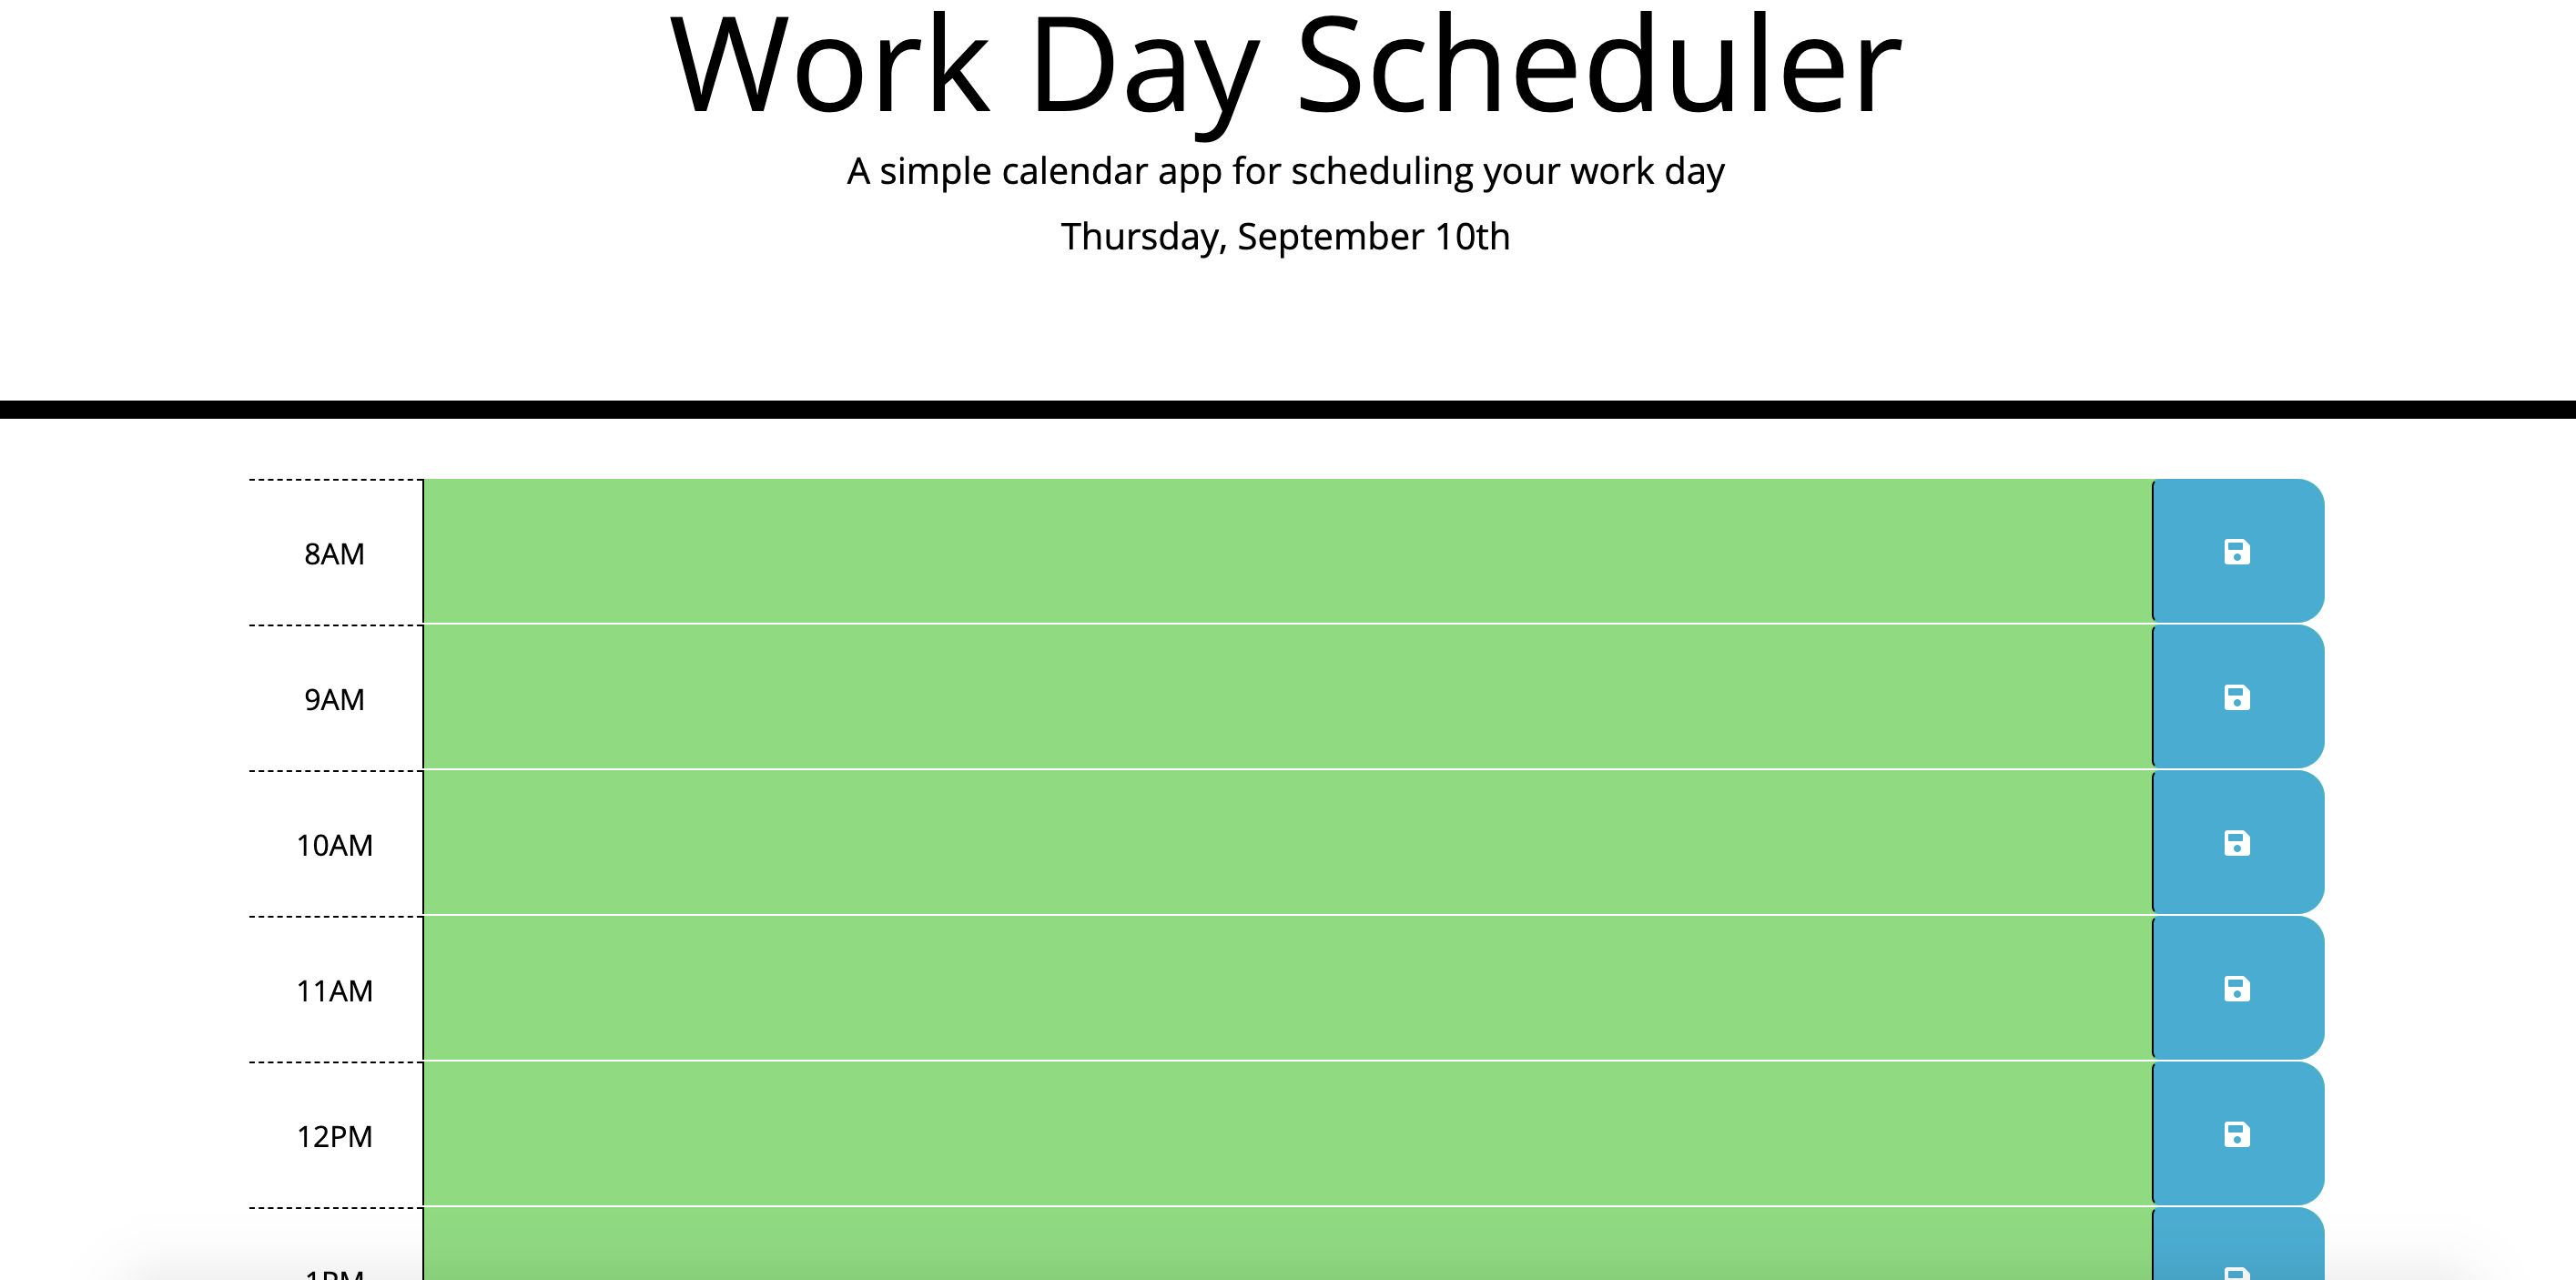 Work Day Scheduler
A simple calendar app for scheduling your work day
Thursday, September 10th
8AM
9AM
10AM
11AM
12PM
1PM